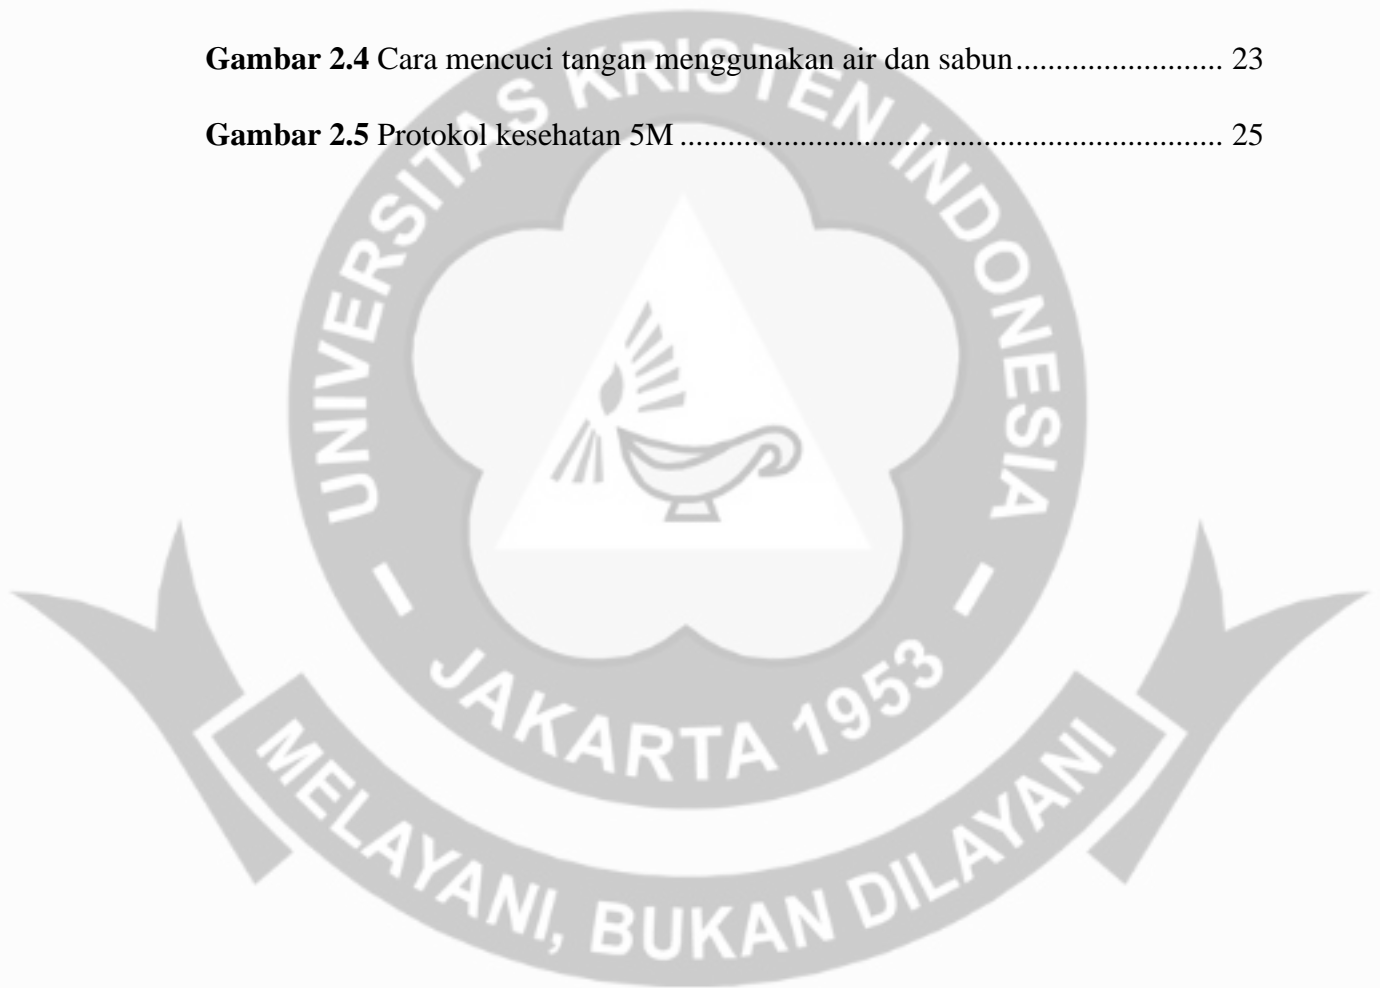 Gambar 2.4 Cara mencuci tangan menggunakan air dan sabun.......................... 23
Gambar 2.5 Protokol kesehatan 5M .................................................................... 25
UNIVERSITAS KRISTEN INDONESIA
JAKARTA 1953
MELAYANI, BUKAN DILAYANI